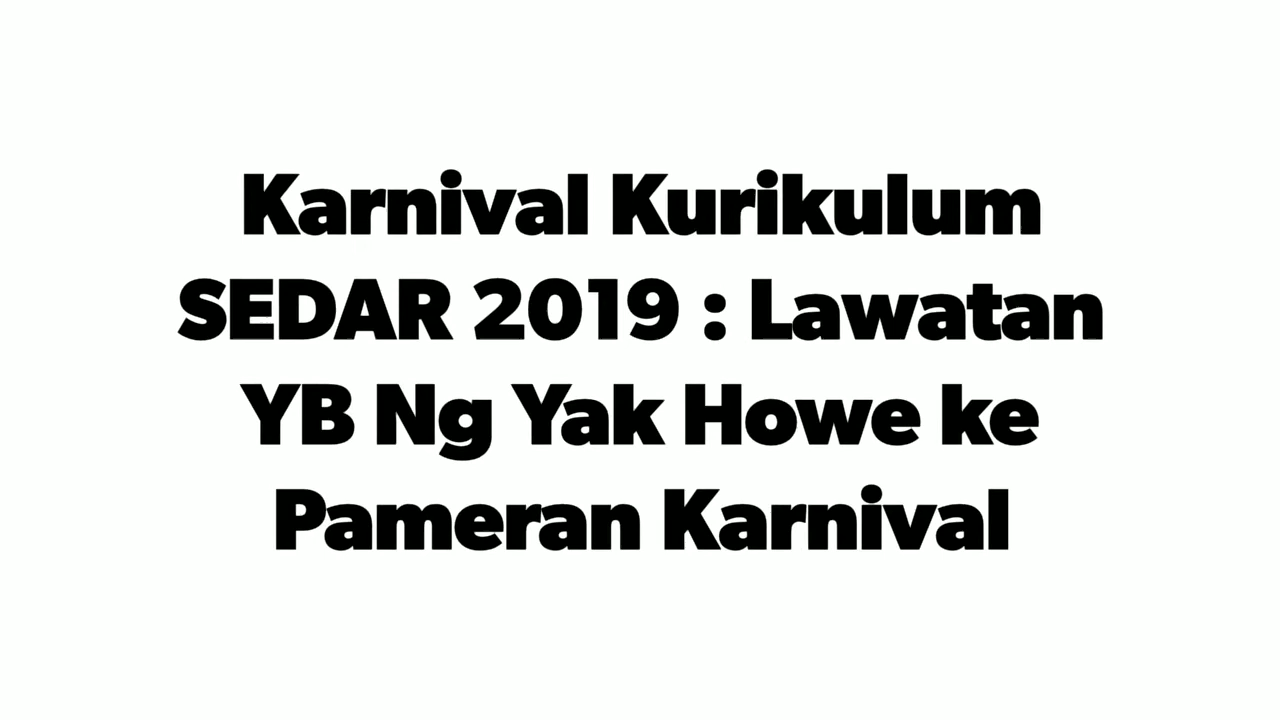 Karnival Kurikulum
SEDAR 2019 : Lawatan
YB Ng Yak Howe ke
Pameran Karnival